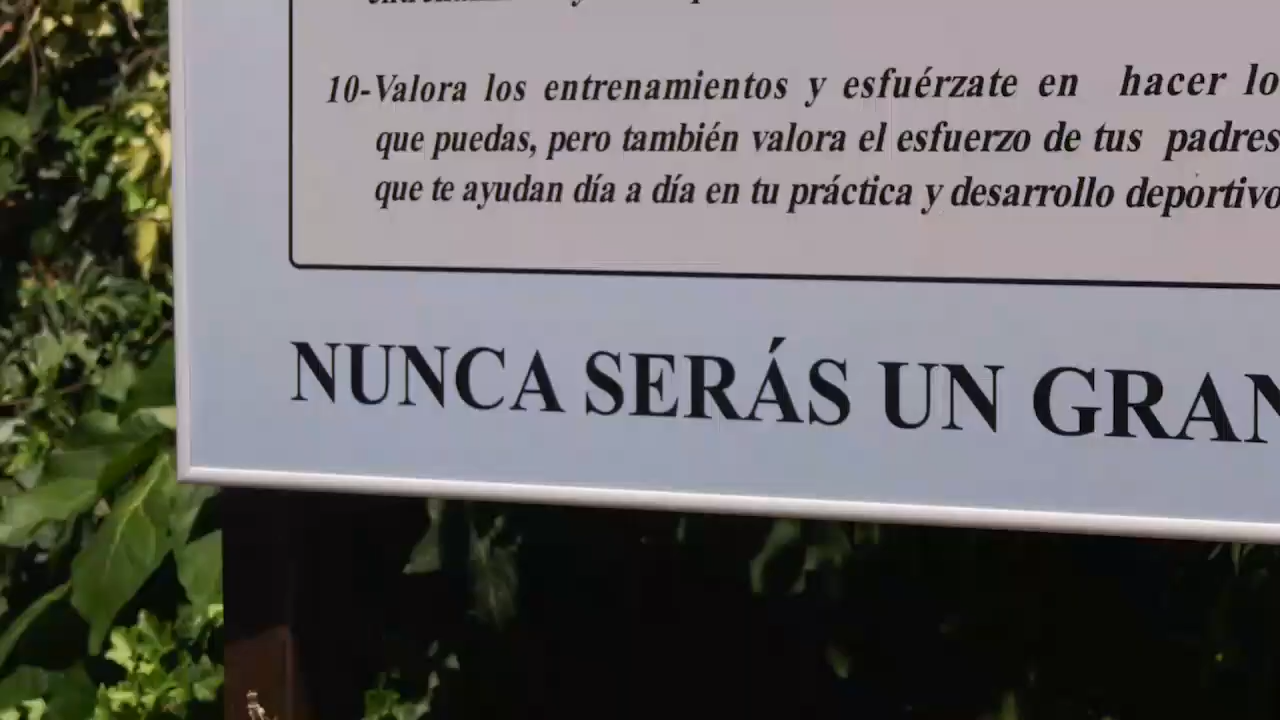 10-Valora los entrenamientos y esfuérzate en hacer lo
que puedas, pero también valora el esfuerzo de tus padres
que te ayudan día a día en tu práctica y desarrollo deportivo
NUNCA SERÁS UN GRAN